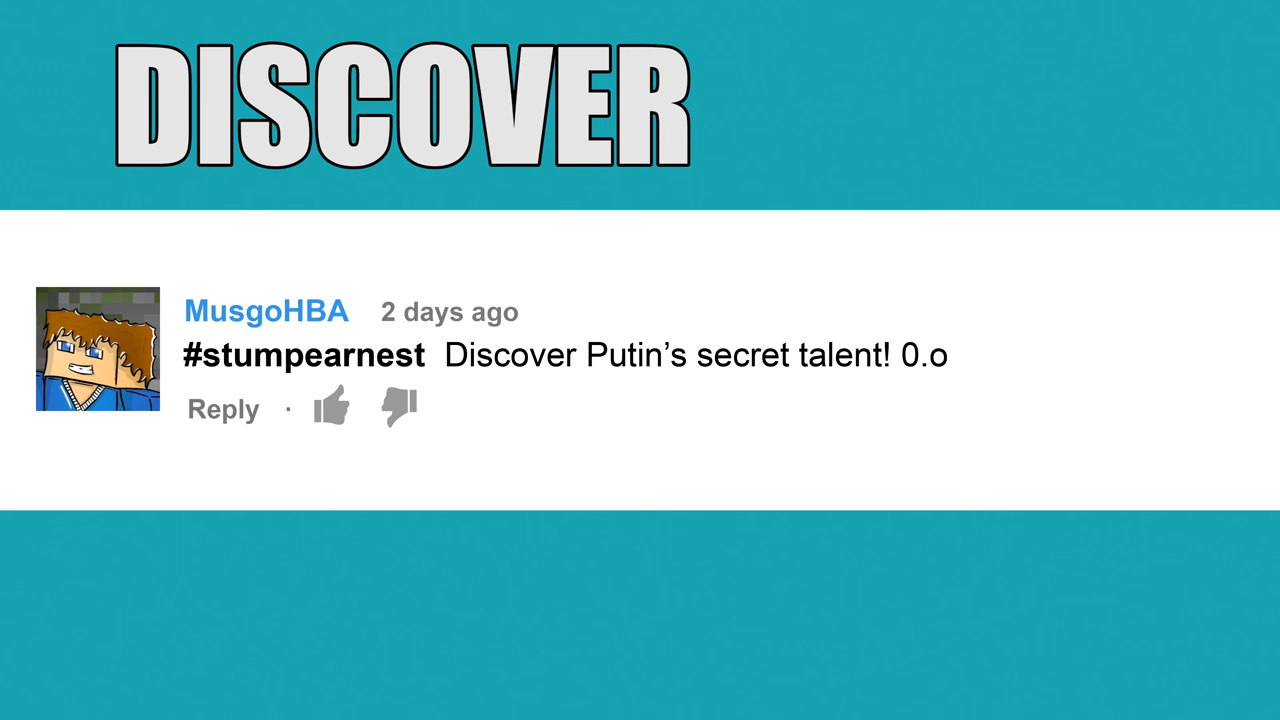 DISCOVER
MusgoHBA 2 days ago
#stumpearnest Discover Putin’s secret talent! 0.o
Reply ·